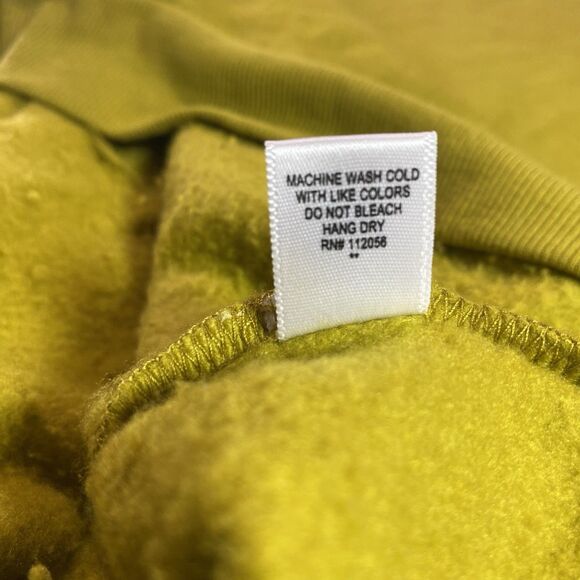 MACHINE WASH COLD
WITH LIKE COLORS
DO NOT BLEACH
HANG DRY
RN# 112056
**